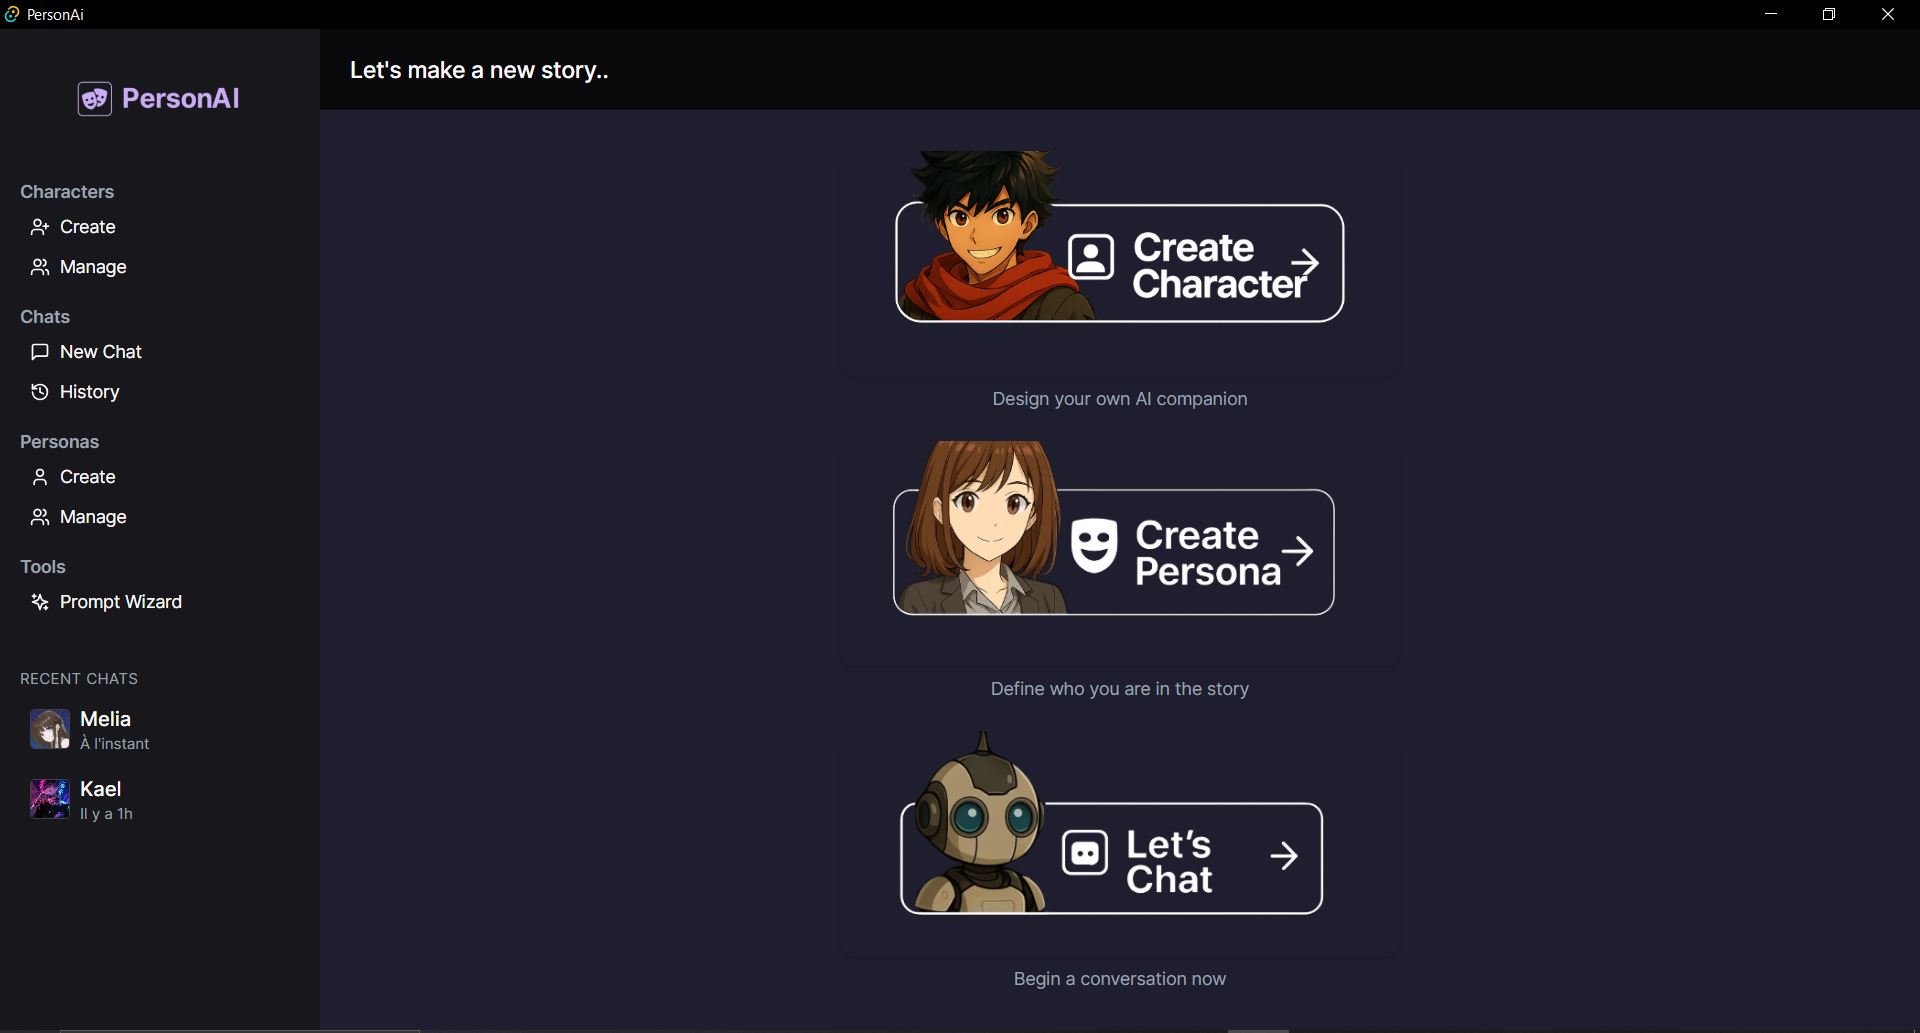 PersonAi
PersonAI
Characters
Create
Manage
Chats
New Chat
History
Personas
Create
Manage
Tools
Prompt Wizard
RECENT CHATS
Melia
À l'instant
Kael
Il y a 1h
Let's make a new story..
Create
Character
Design your own AI companion
Create
Persona
Define who you are in the story
Let's
Chat
Begin a conversation now